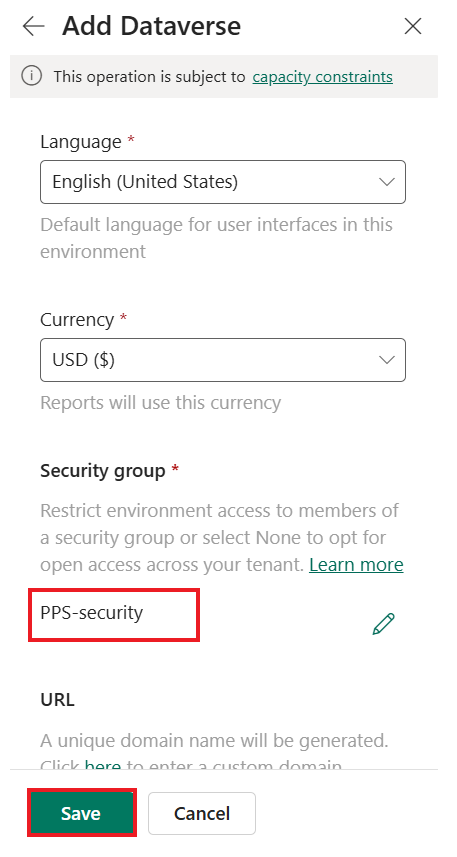 Add Dataverse
This operation is subject to capacity constraints
Language *
English (United States)
Default language for user interfaces in this
environment
Currency *
USD ($)
Reports will use this currency
Security group *
Restrict environment access to members of
a security group or select None to opt for
open access across your tenant. Learn more
PPS-security
URL
A unique domain name will be generated.
Click here to enter a custom domain
Save
Cancel